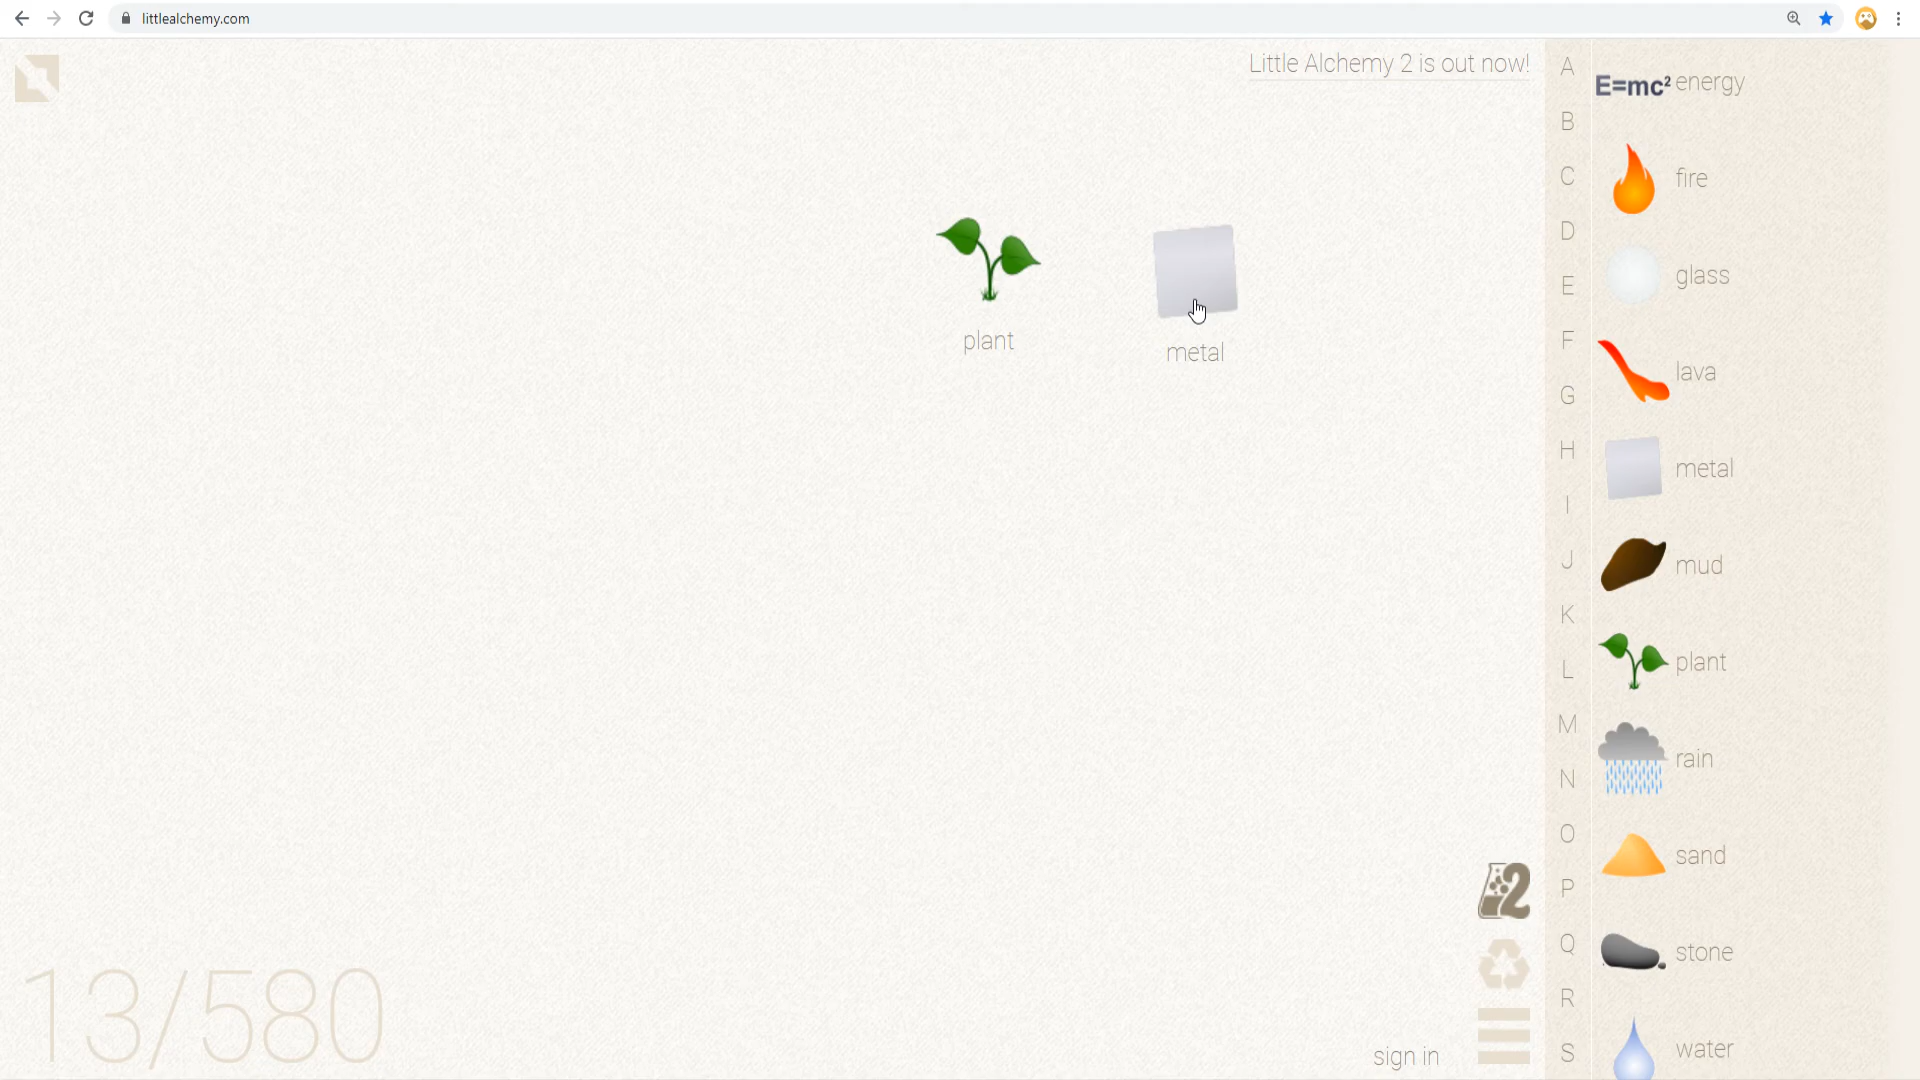 littlealchemy.com
Little Alchemy 2 is out now!
plant
metal
13/580
2
sign in
A
B
C
D
E
F
G
H
I
J
K
L
M
N
O
P
Q
R
S
E=mc² energy
fire
glass
lava
metal
mud
plant
rain
sand
stone
water